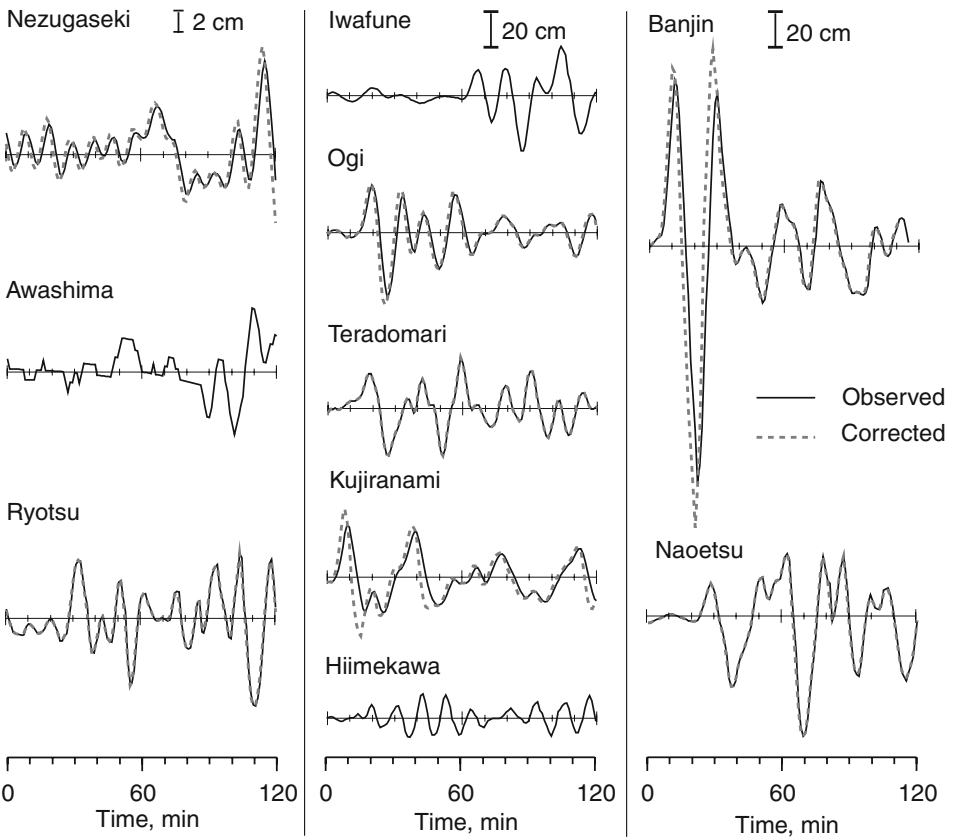 Nezugaseki
2 cm
Awashima
Ryotsu
0 60 120
Time, min
Iwafune
20 cm
Ogi
Teradomari
Kujiranami
Hiimekawa
0 60 120
Time, min
Banjin
20 cm
Observed
Corrected
Naoetsu
0 60 120
Time, min